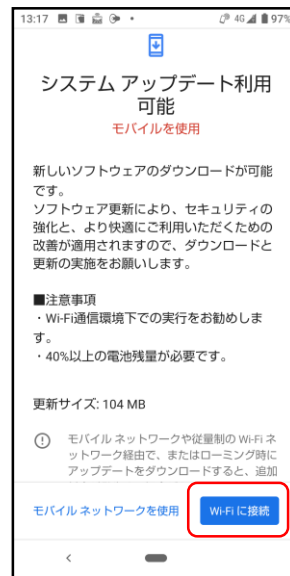 13:17 4G 97%
システム アップデート利用
可能
モバイルを使用
新しいソフトウェアのダウンロードが可能
です。
ソフトウェア更新により、セキュリティの
強化と、より快適にご利用いただくための
改善が適用されますので、ダウンロードと
更新の実施をお願いします。
■注意事項
・Wi-Fi通信環境下での実行をお勧めしま
す。
・40%以上の電池残量が必要です。
更新サイズ: 104 MB
モバイル ネットワークや従量制の Wi-Fi ネ
ットワーク経由で、またはローミング時に
アップデートをダウンロードすると、追加
モバイル ネットワークを使用
Wi-Fi に接続